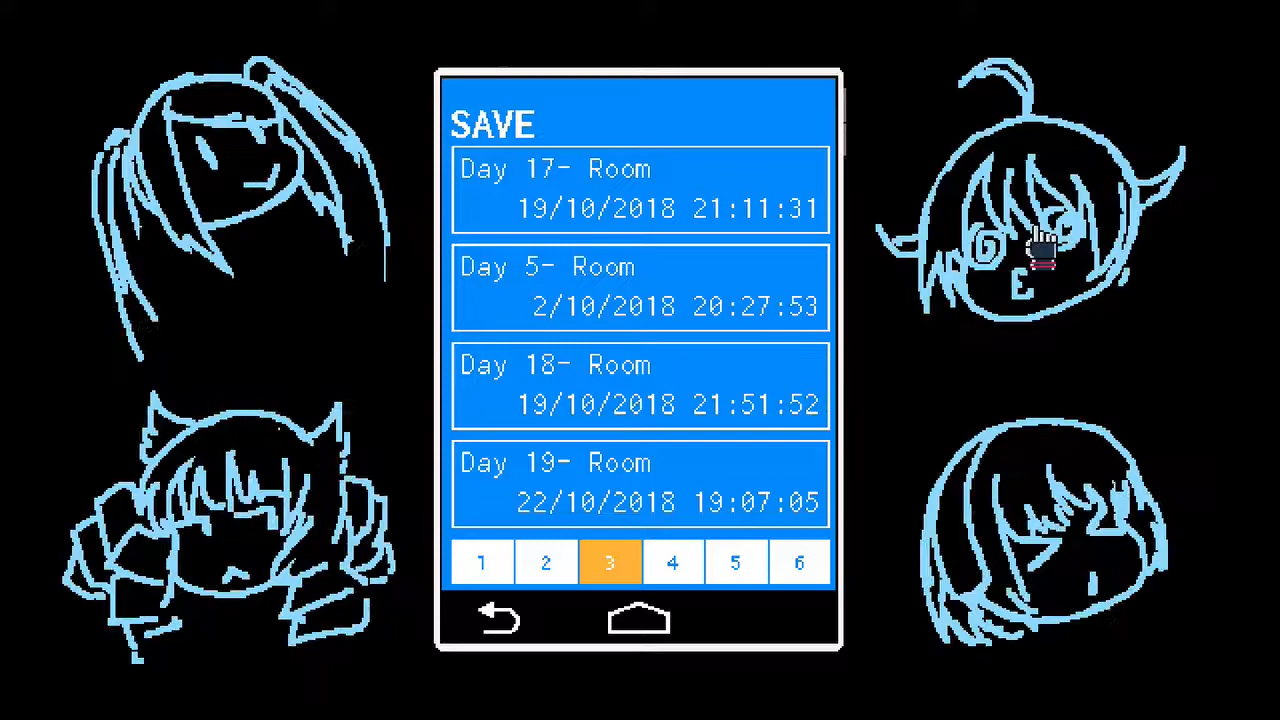 SAVE
Day 17- Room
19/10/2018 21:11:31
Day 5- Room
2/10/2018 20:27:53
Day 18- Room
19/10/2018 21:51:52
Day 19- Room
22/10/2018 19:07:05
1 2 3 4 5 6